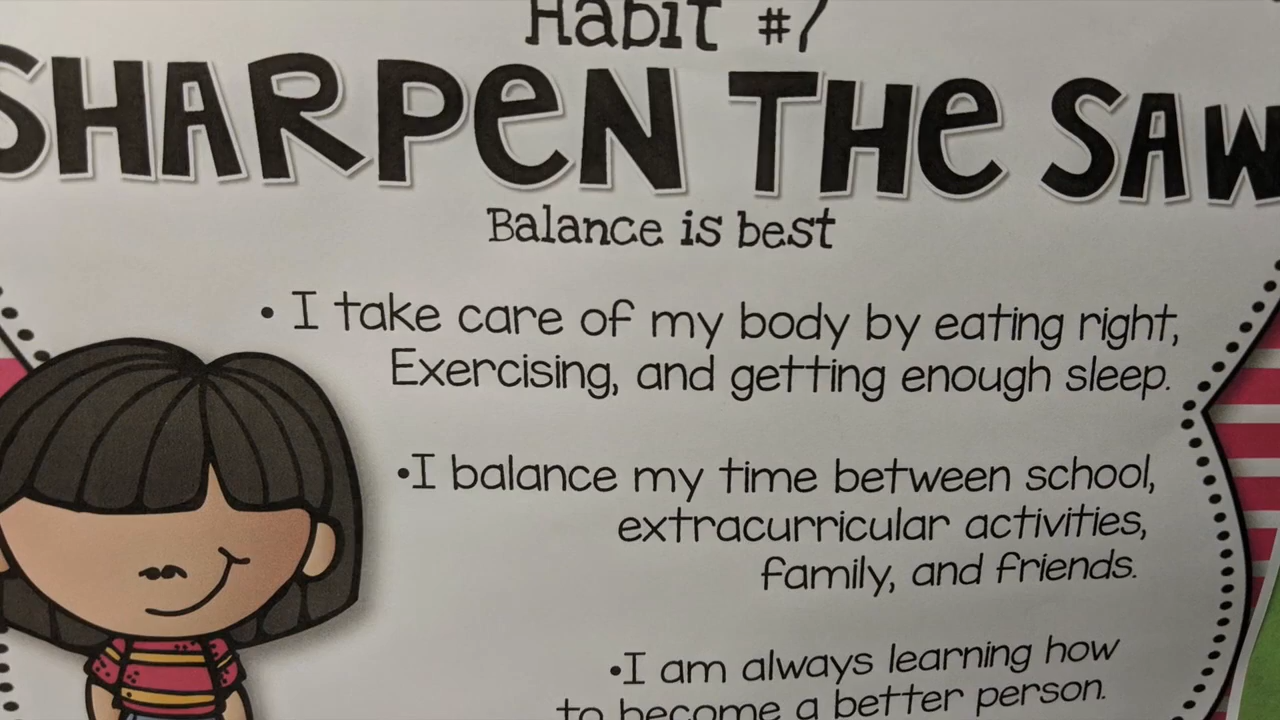 Habit #7
SHARPEN THE SAW
Balance is best
• I take care of my body by eating right,
Exercising, and getting enough sleep.
•I balance my time between school,
extracurricular activities,
family, and friends.
•I am always learning how
to become a better person.